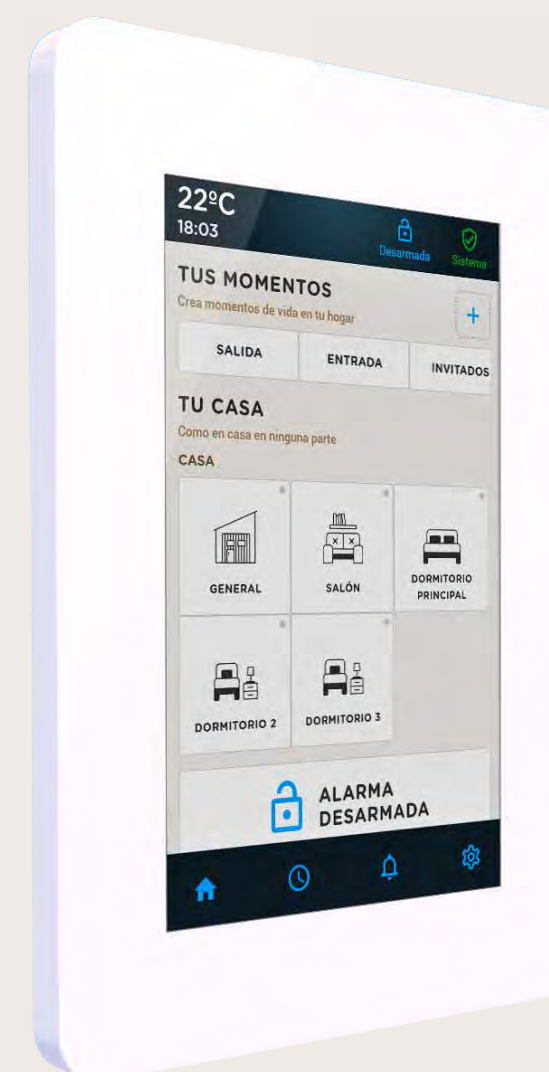 22ºC
18:03
Desarmada
Sistema
TUS MOMENTOS
Crea momentos de vida en tu hogar
+
SALIDA
ENTRADA
INVITADOS
TU CASA
Como en casa en ninguna parte
CASA
GENERAL
SALÓN
DORMITORIO
PRINCIPAL
DORMITORIO 2
DORMITORIO 3
ALARMA
DESARMADA